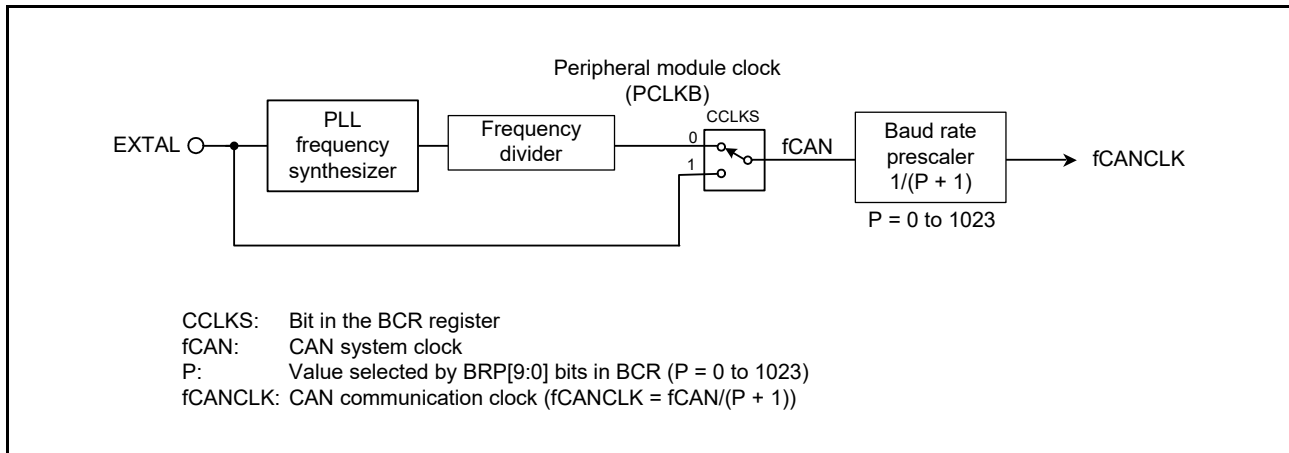 Peripheral module clock
(PCLKB)
EXTAL
PLL
frequency
synthesizer
Frequency
divider
CCLKS
0
1
fCAN
Baud rate
prescaler
1/(P + 1)
fCANCLK
P = 0 to 1023
CCLKS: Bit in the BCR register
fCAN: CAN system clock
P: Value selected by BRP[9:0] bits in BCR (P = 0 to 1023)
fCANCLK: CAN communication clock (fCANCLK = fCAN/(P + 1))